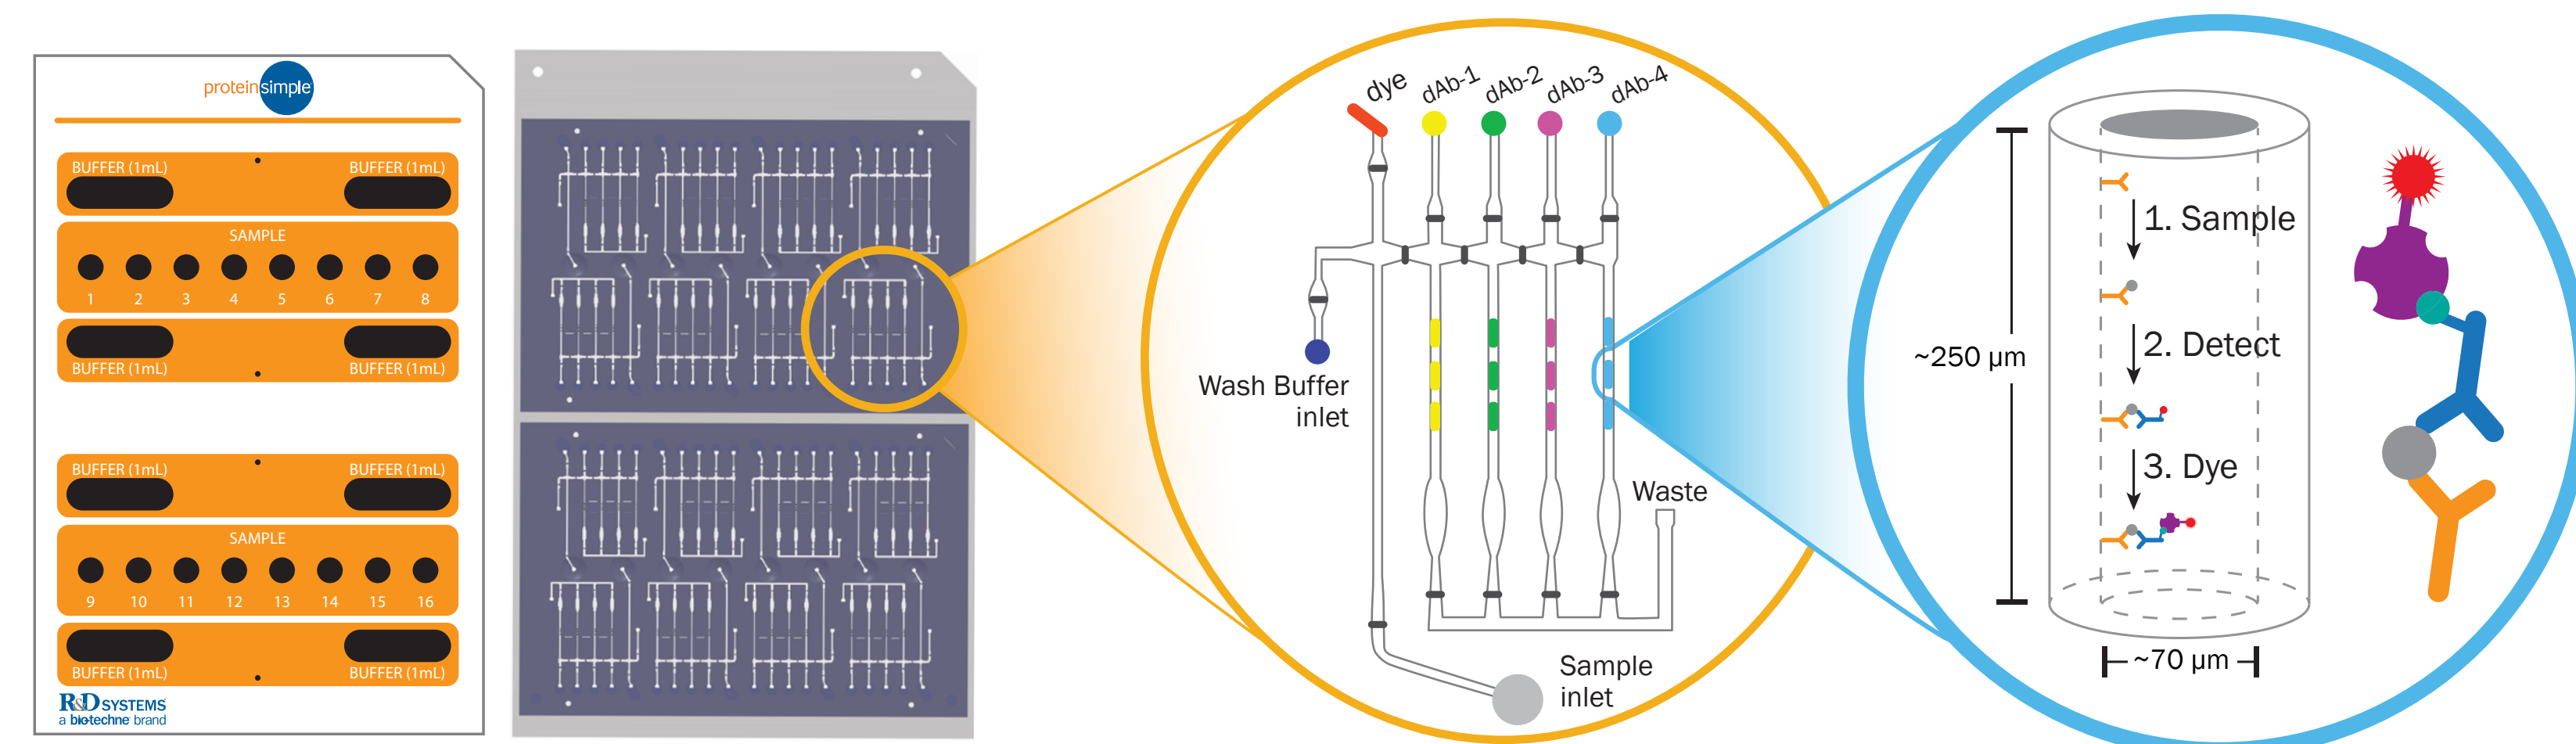 proteinsimple
BUFFER (1mL) BUFFER (1mL)
SAMPLE
1 2 3 4 5 6 7 8
BUFFER (1mL) BUFFER (1mL)
BUFFER (1mL) BUFFER (1mL)
SAMPLE
9 10 11 12 13 14 15 16
BUFFER (1mL) BUFFER (1mL)
R&D SYSTEMS
a biotechne brand
dye dAb-1 dAb-2 dAb-3 dAb-4
Wash Buffer
inlet
Waste
Sample
inlet
~250 µm
1. Sample
2. Detect
3. Dye
~70 µm